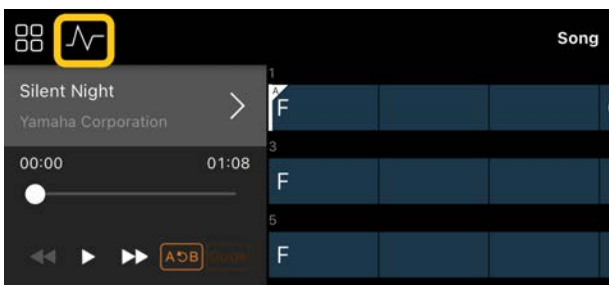 Song
Silent Night
Yamaha Corporation
00:00 01:08
A B
1
A
F
3
F
5
F